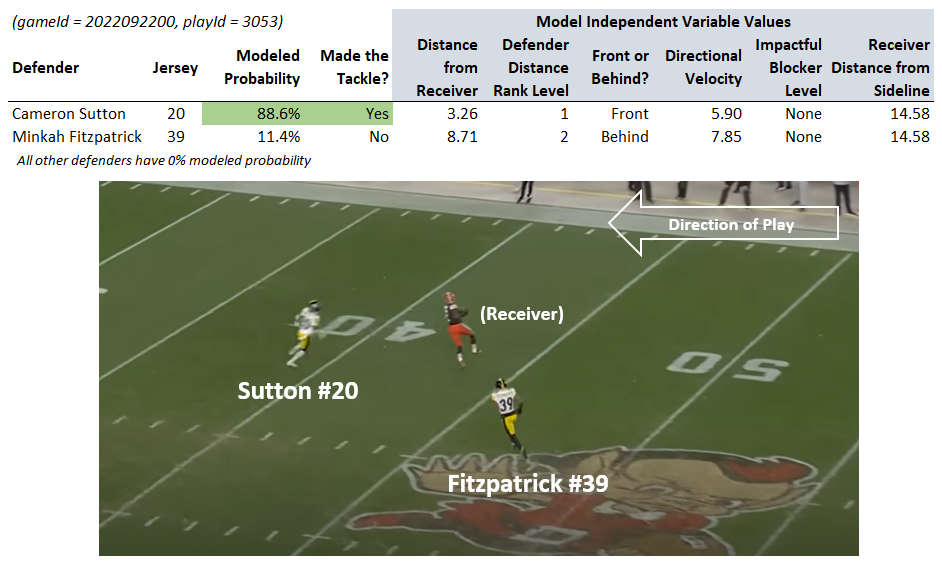 (gameId = 2022092200, playId = 3053)
Model Independent Variable Values
Defender Jersey Modeled Probability Made the Tackle? Distance from Receiver Defender Distance Rank Level Front or Behind? Directional Velocity Impactful Blocker Level Receiver Distance from Sideline
Cameron Sutton 20 88.6% Yes 3.26 1 Front 5.90 None 14.58
Minkah Fitzpatrick 39 11.4% No 8.71 2 Behind 7.85 None 14.58
All other defenders have 0% modeled probability
Direction of Play
(Receiver)
4 0
Sutton #20
5 0
39
Fitzpatrick #39